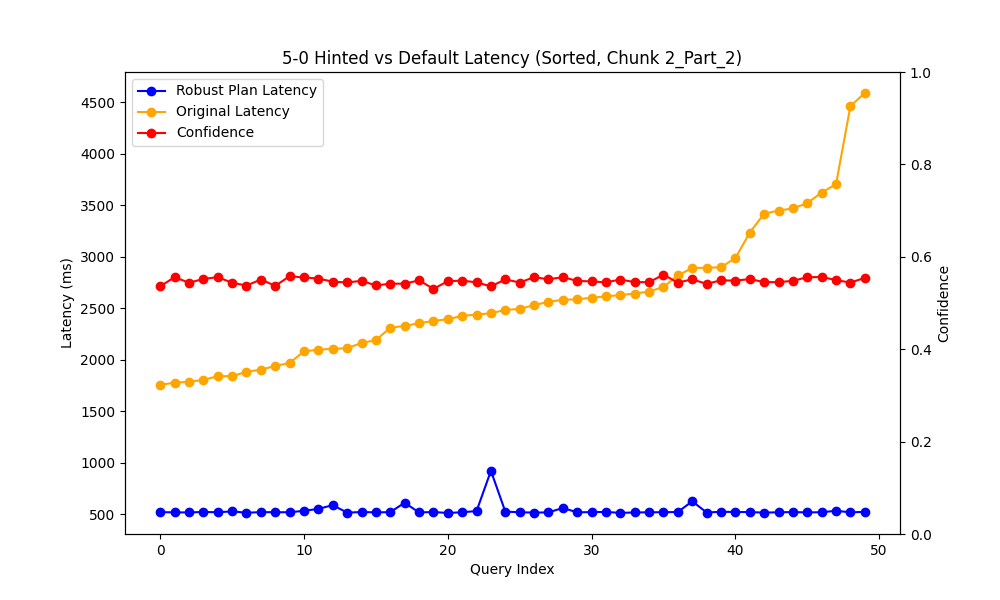 5-0 Hinted vs Default Latency (Sorted, Chunk 2_Part_2)
Robust Plan Latency
Original Latency
Confidence
4500
4000
3500
3000
2500
2000
1500
1000
500
Latency (ms)
1.0
0.8
0.6
0.4
0.2
0.0
Confidence
0 10 20 30 40 50
Query Index